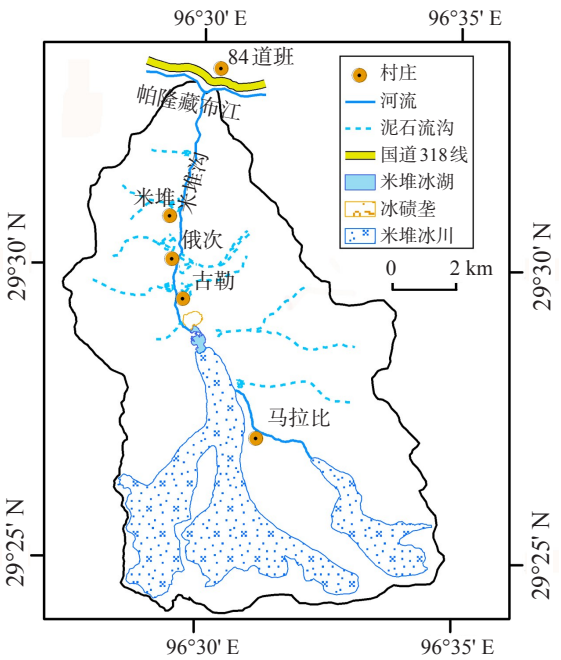 96°30' E
96°35' E
84道班
帕隆藏布江
米堆沟
米堆
俄次
古勒
马拉比
村庄
河流
泥石流沟
国道318线
米堆冰湖
冰碛垄
米堆冰川
0
2 km
29°30' N
29°30' N
29°25' N
29°25' N
96°30' E
96°35' E